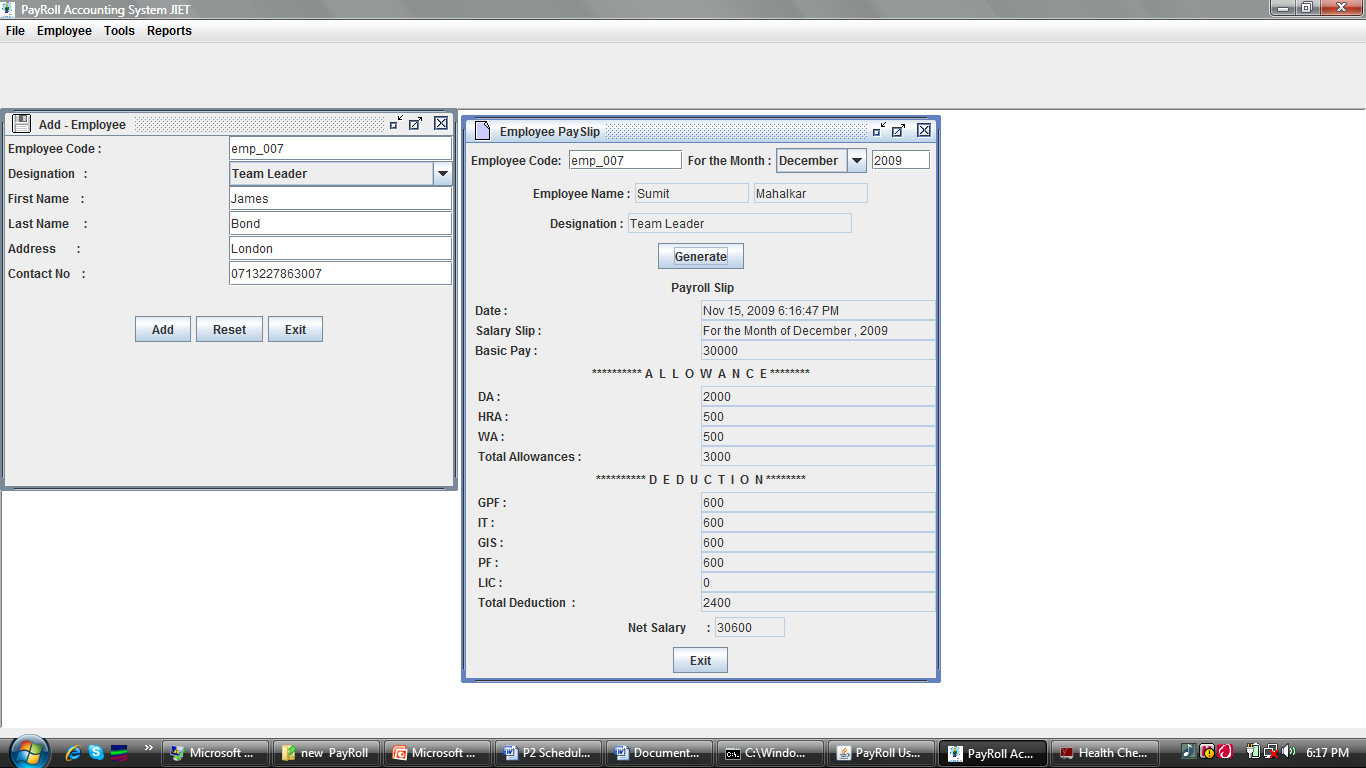 PayRoll Accounting System JIET
File Employee Tools Reports
Add - Employee
Employee Code : emp_007
Designation : Team Leader
First Name : James
Last Name : Bond
Address : London
Contact No : 0713227863007
Add Reset Exit
Employee PaySlip
Employee Code: emp_007 For the Month : December 2009
Employee Name : Sumit Mahalkar
Designation : Team Leader
Generate
Payroll Slip
Date : Nov 15, 2009 6:16:47 PM
Salary Slip : For the Month of December , 2009
Basic Pay : 30000
********** A L L O W A N C E ********
DA : 2000
HRA : 500
WA : 500
Total Allowances : 3000
********** D E D U C T I O N ********
GPF : 600
IT : 600
GIS : 600
PF : 600
LIC : 0
Total Deduction : 2400
Net Salary : 30600
Exit
» Microsoft ... new PayRoll Microsoft ... P2 Schedul... Document... C:\Windo... PayRoll Us... PayRoll Ac... Health Che... 6:17 PM